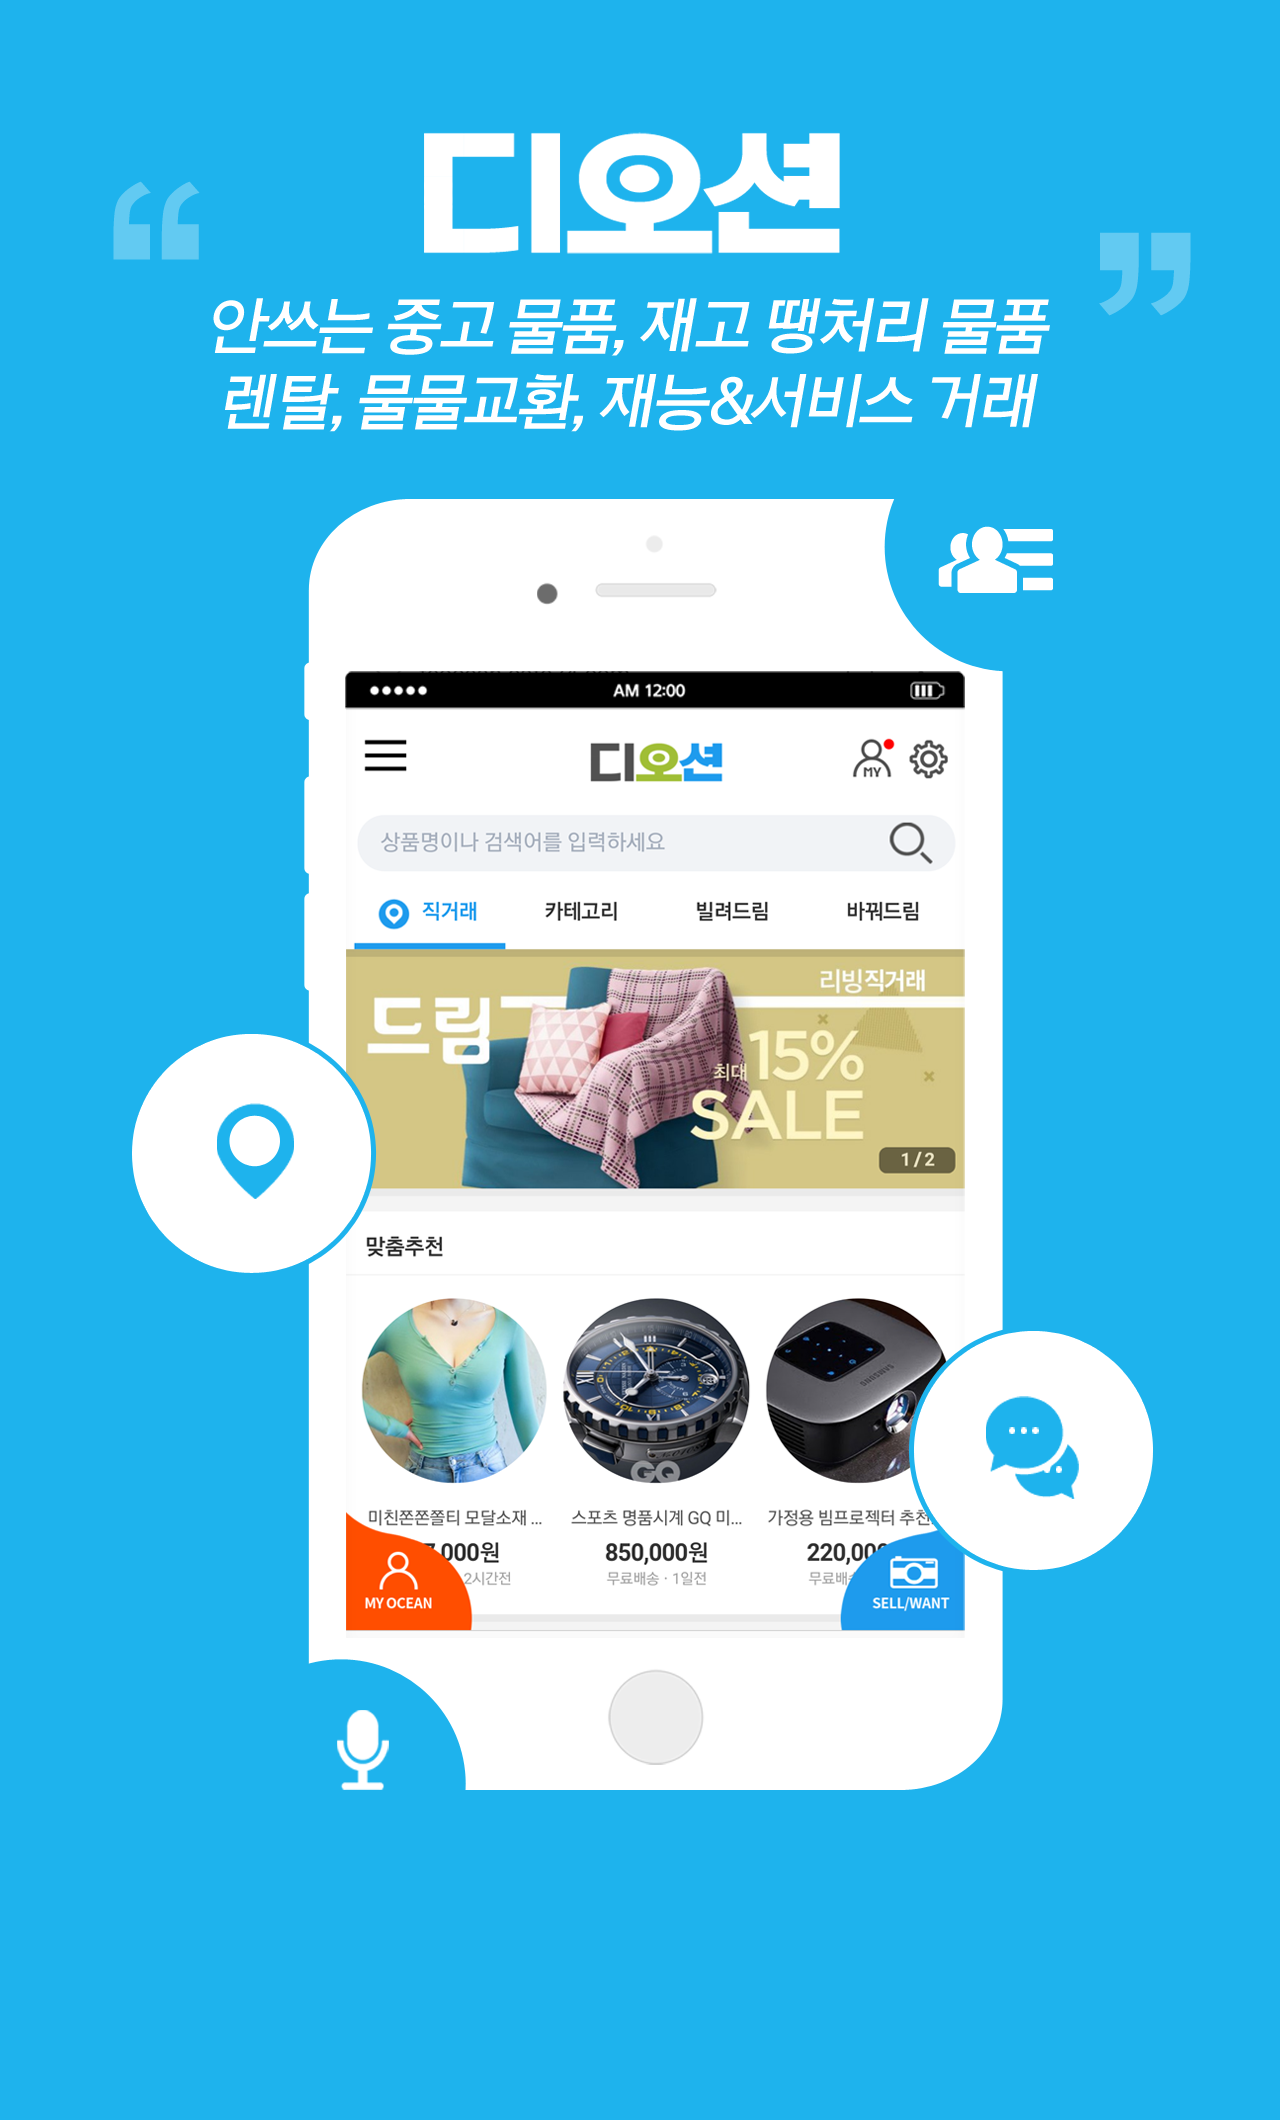 디오션
안쓰는 중고 물품, 재고 땡처리 물품
렌탈, 물물교환, 재능&서비스 거래
AM 12:00
디오션
MY
상품명이나 검색어를 입력하세요
직거래 카테고리 빌려드림 바꿔드림
리빙직거래
드림
최대 15%
SALE
1 / 2
맞춤추천
SAMSUNG
GQ
미친쫀쫀쫄티 모달소재 ... 스포츠 명품시계 GQ 미... 가정용 빔프로젝터 추천
,000원 850,000원 220,000
2시간전 무료배송 · 1일전 무료배
MY OCEAN SELL/WANT